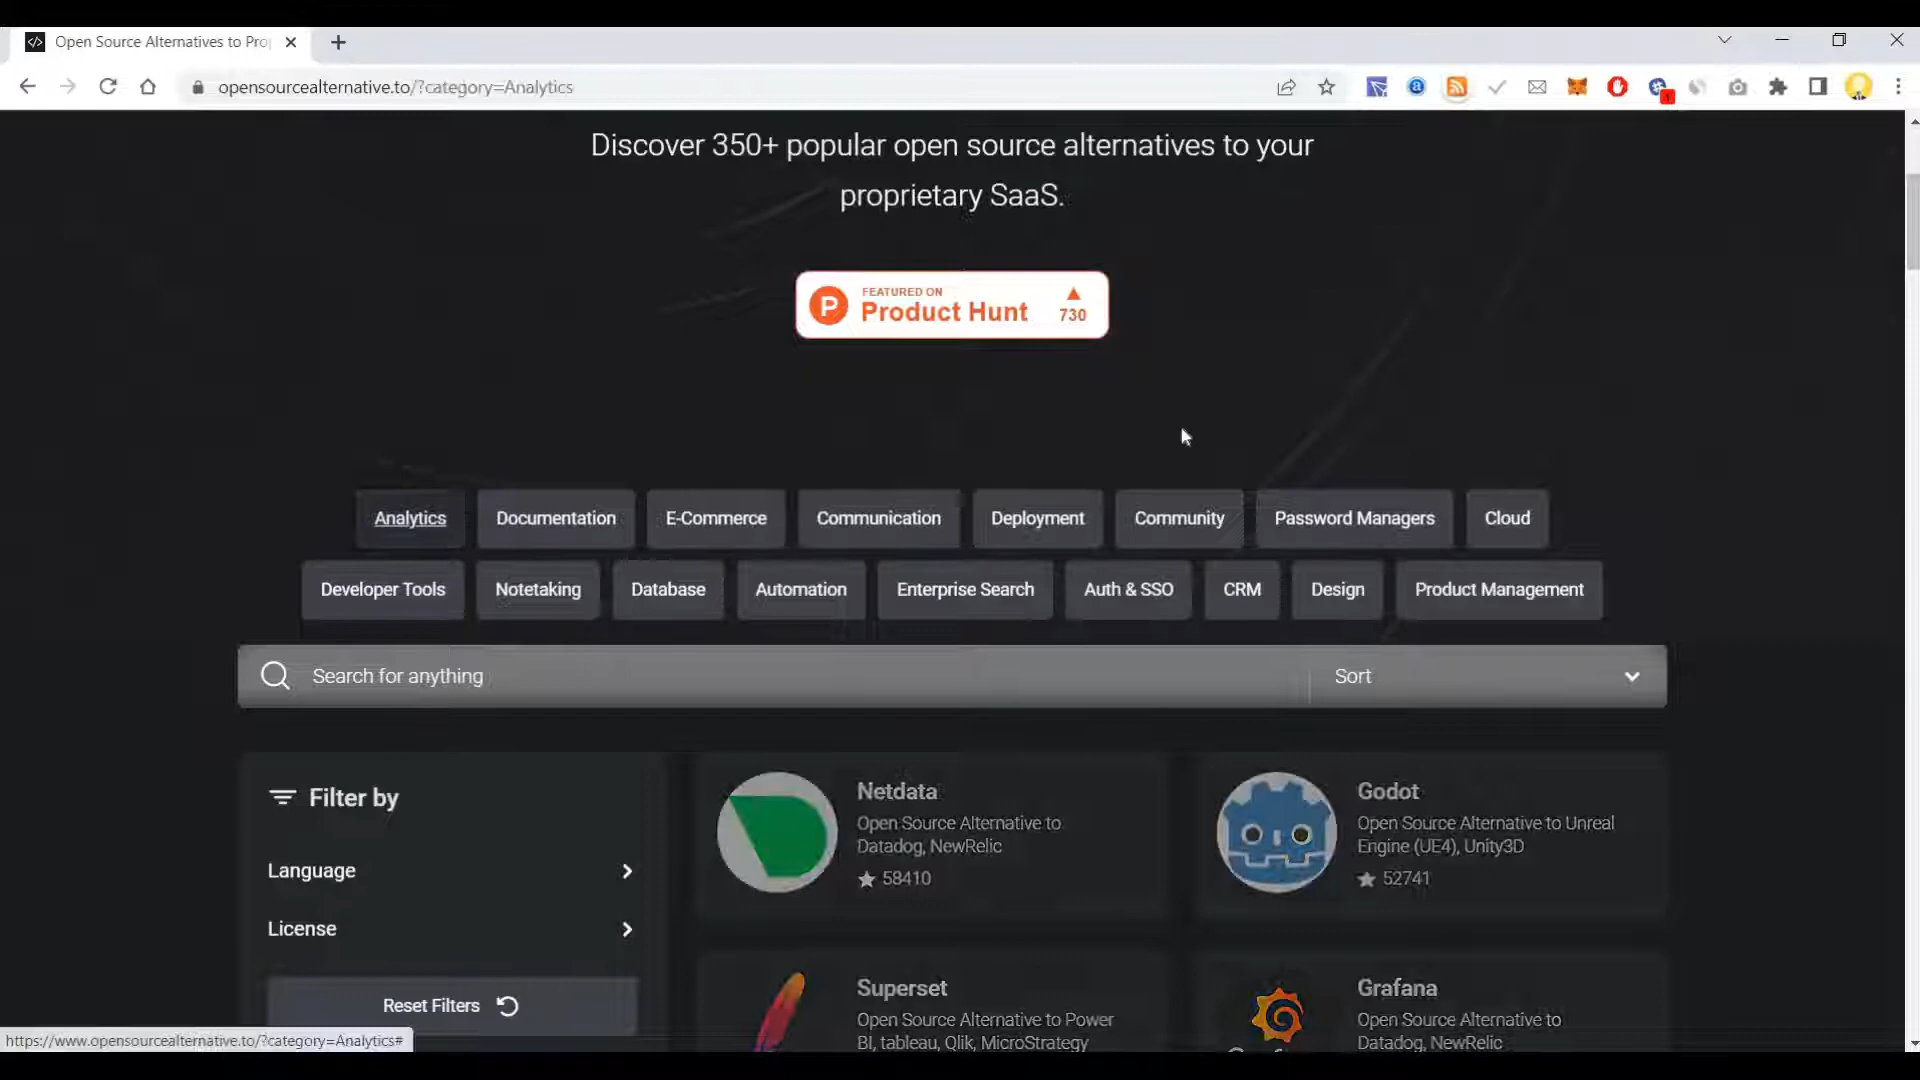 Open Source Alternatives to Pro
opensourcealternative.to/?category=Analytics
1
Discover 350+ popular open source alternatives to your
proprietary SaaS.
P
FEATURED ON
Product Hunt
730
Analytics Documentation E-Commerce Communication Deployment Community Password Managers Cloud
Developer Tools Notetaking Database Automation Enterprise Search Auth & SSO CRM Design Product Management
Search for anything Sort
Filter by
Language
License
Reset Filters
Netdata
Open Source Alternative to
Datadog, NewRelic
58410
Godot
Open Source Alternative to Unreal
Engine (UE4), Unity3D
52741
Superset
Open Source Alternative to Power
BI, tableau, Qlik, MicroStrategy
Grafana
Open Source Alternative to
Datadog, NewRelic
https://www.opensourcealternative.to/?category=Analytics#